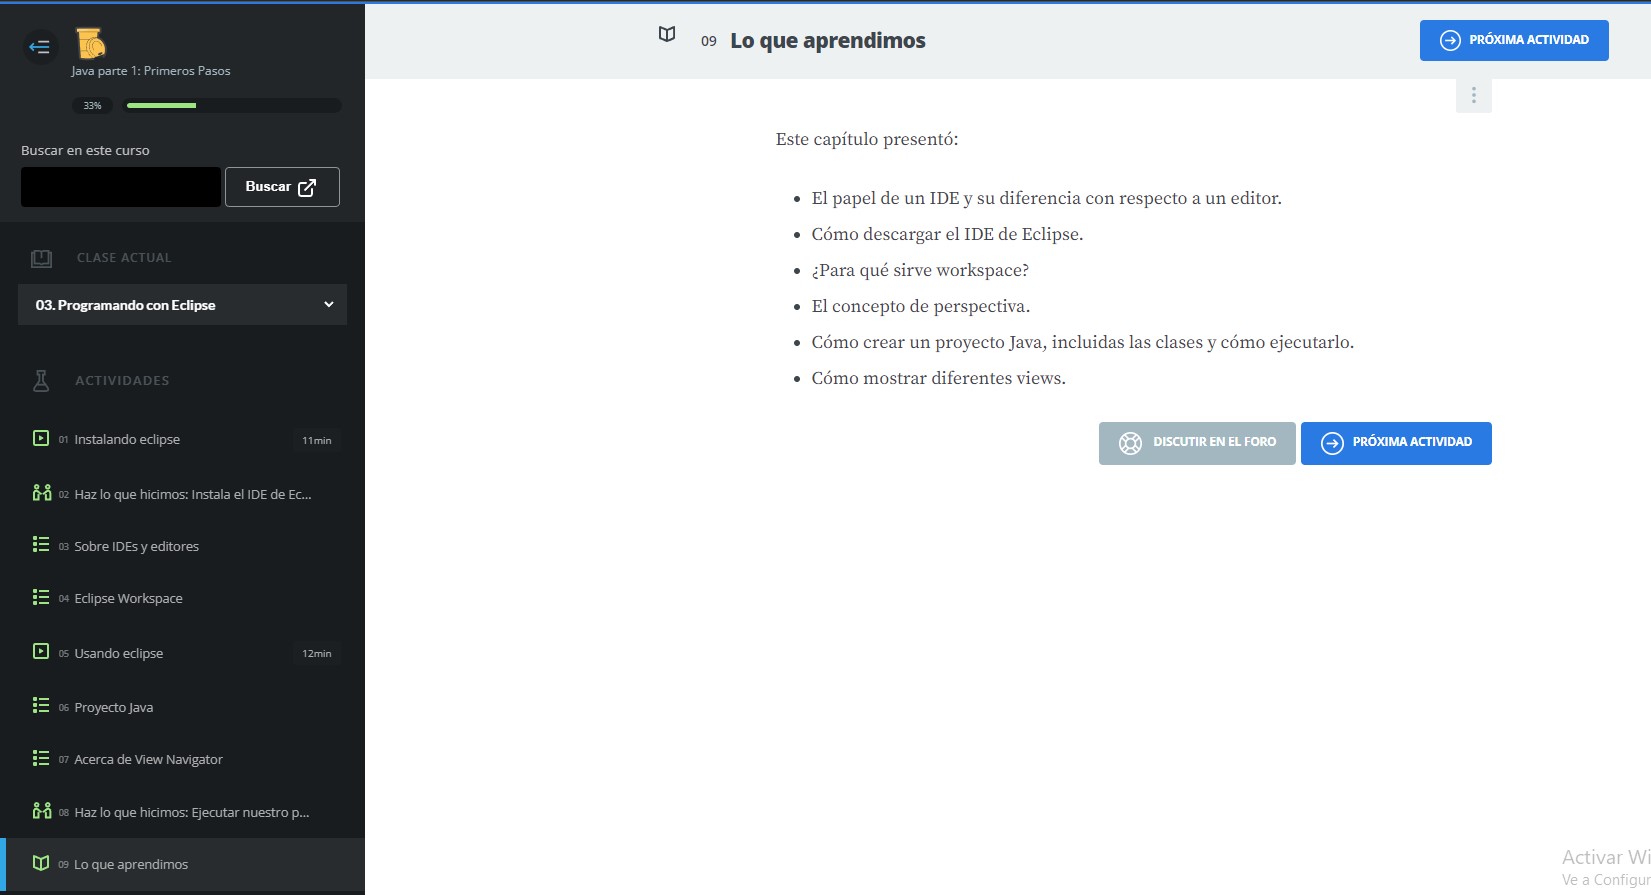 Java parte 1: Primeros Pasos
33%
Buscar en este curso
Buscar
CLASE ACTUAL
03. Programando con Eclipse
ACTIVIDADES
01 Instalando eclipse 11min
02 Haz lo que hicimos: Instala el IDE de Ec...
03 Sobre IDEs y editores
04 Eclipse Workspace
05 Usando eclipse 12min
06 Proyecto Java
07 Acerca de View Navigator
08 Haz lo que hicimos: Ejecutar nuestro p...
09 Lo que aprendimos
09 Lo que aprendimos
PRÓXIMA ACTIVIDAD
Este capítulo presentó:
El papel de un IDE y su diferencia con respecto a un editor.
Cómo descargar el IDE de Eclipse.
¿Para qué sirve workspace?
El concepto de perspectiva.
Cómo crear un proyecto Java, incluidas las clases y cómo ejecutarlo.
Cómo mostrar diferentes views.
DISCUTIR EN EL FORO
PRÓXIMA ACTIVIDAD
Activar Wi
Ve a Configur